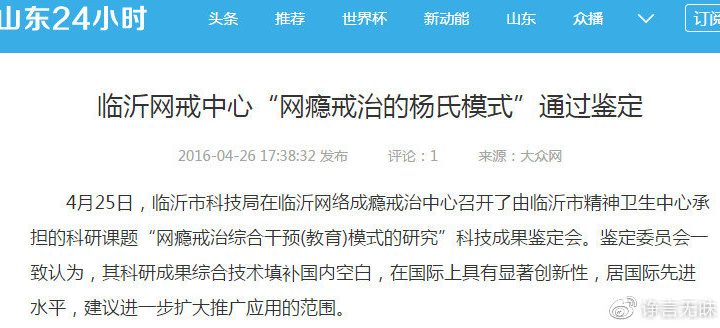 山东24小时 头条 推荐 世界杯 新动能 山东 众播 订阅
临沂网戒中心“网瘾戒治的杨氏模式”通过鉴定
2016-04-26 17:38:32 发布 评论：1 来源：大众网
4月25日，临沂市科技局在临沂网络成瘾戒治中心召开了由临沂市精神卫生中心承
担的科研课题“网瘾戒治综合干预(教育)模式的研究”科技成果鉴定会。鉴定委员会一
致认为，其科研成果综合技术填补国内空白，在国际上具有显著创新性，居国际先进
水平，建议进一步扩大推广应用的范围。
@诤言无昧